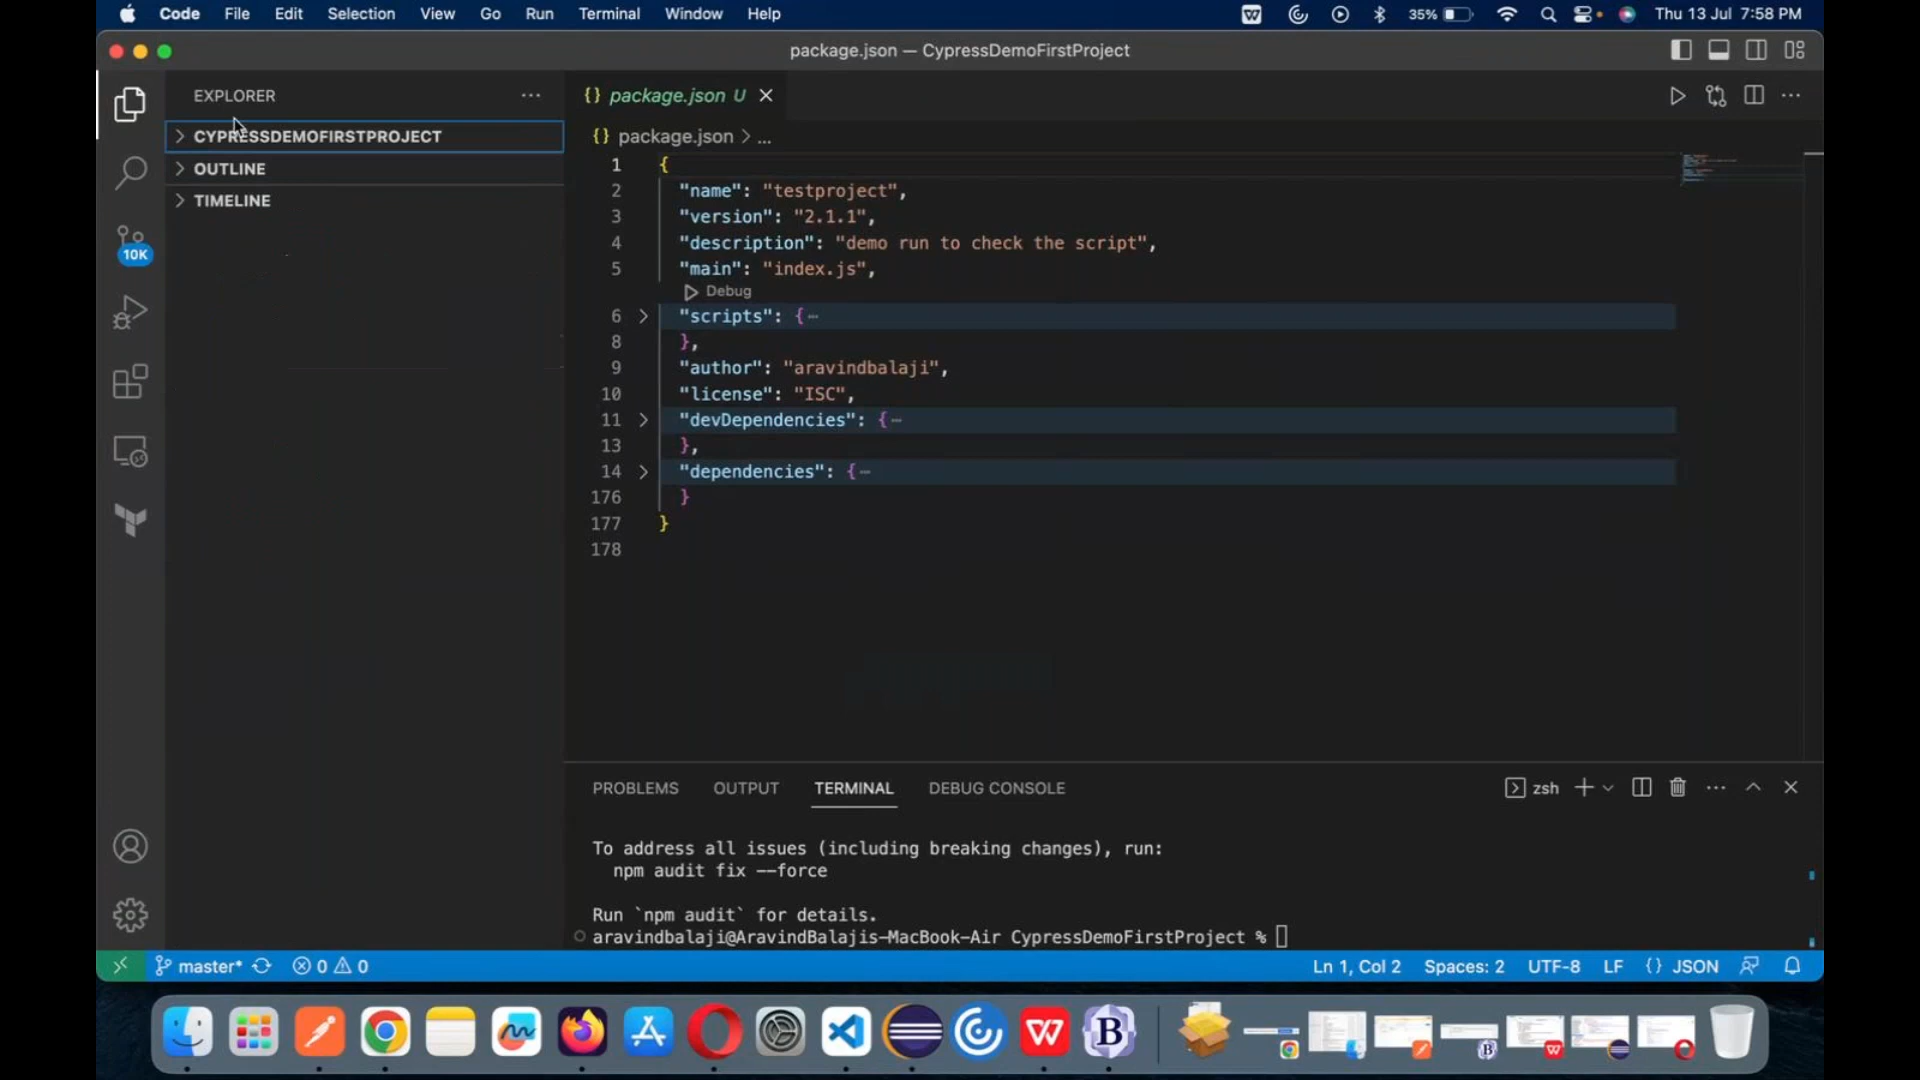 Code File Edit Selection View Go Run Terminal Window Help 35% Thu 13 Jul 7:58 PM
package.json — CypressDemoFirstProject
EXPLORER
CYPRESSDEMOFIRSTPROJECT
OUTLINE
TIMELINE
10K
{} package.json U
{} package.json > ...
1 {
2 "name": "testproject",
3 "version": "2.1.1",
4 "description": "demo run to check the script",
5 "main": "index.js",
Debug
6 "scripts": {⋯
8 },
9 "author": "aravindbalaji",
10 "license": "ISC",
11 "devDependencies": {⋯
13 },
14 "dependencies": {⋯
176 }
177 }
178
PROBLEMS OUTPUT TERMINAL DEBUG CONSOLE zsh
To address all issues (including breaking changes), run:
npm audit fix --force
Run `npm audit` for details.
aravindbalaji@AravindBalajis-MacBook-Air CypressDemoFirstProject %
master* 0 0 Ln 1, Col 2 Spaces: 2 UTF-8 LF {} JSON